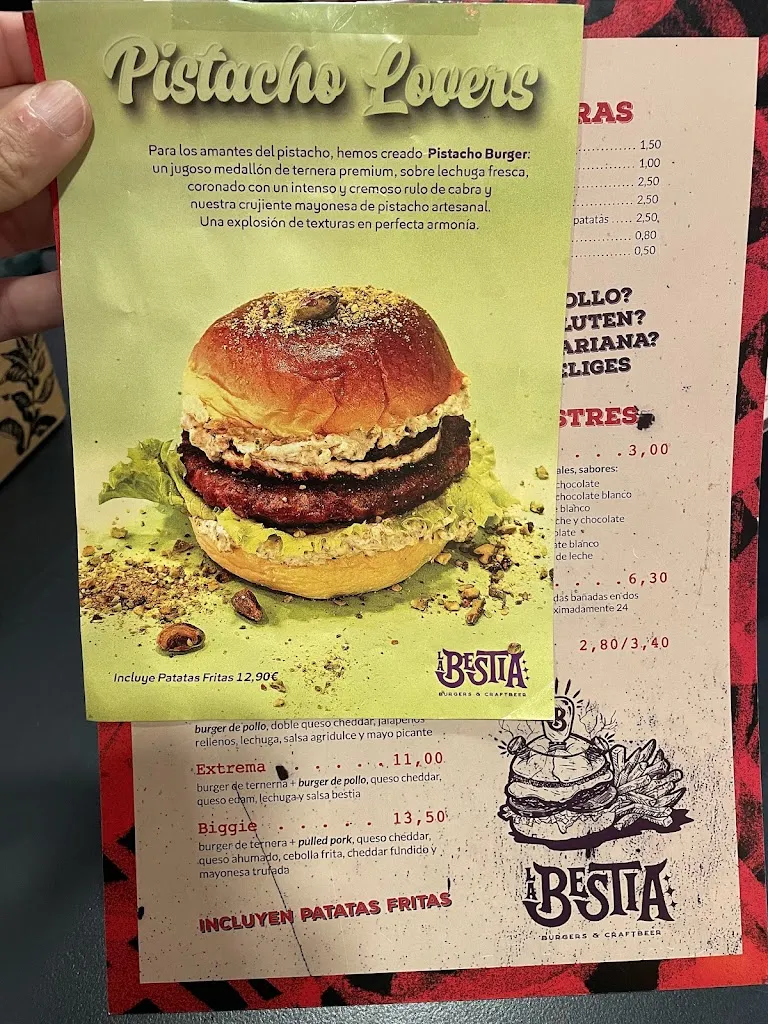 Pistacho Lovers
Para los amantes del pistacho, hemos creado Pistacho Burger:
un jugoso medallón de ternera premium, sobre lechuga fresca,
coronado con un intenso y cremoso rulo de cabra y
nuestra crujiente mayonesa de pistacho artesanal.
Una explosión de texturas en perfecta armonía.
Incluye Patatas Fritas 12,90€
LA BESTIA
BURGERS & CRAFTBEER
RAS
1,50
1,00
2,50
2,50
patatas ..... 2,50
0,80
0,50
OLLO?
LUTEN?
ARIANA?
ELIGES
STRES
. . . 3,00
ales, sabores:
chocolate
chocolate blanco
blanco
che y chocolate
olate
ate blanco
de leche
. . . . 6,30
das bañadas en dos
ximadamente 24
2,80/3,40
burger de pollo, doble queso cheddar, jalapeños
rellenos, lechuga, salsa agridulce y mayo picante
Extrema . . . . . . 11,00
burger de ternerna + burger de pollo, queso cheddar,
queso edam, lechuga y salsa bestia
Biggie . . . . . 13,50
burger de ternera + pulled pork, queso cheddar,
queso ahumado, cebolla frita, cheddar fundido y
mayonesa trufada
INCLUYEN PATATAS FRITAS
B
LA BESTIA
BURGERS & CRAFTBEER